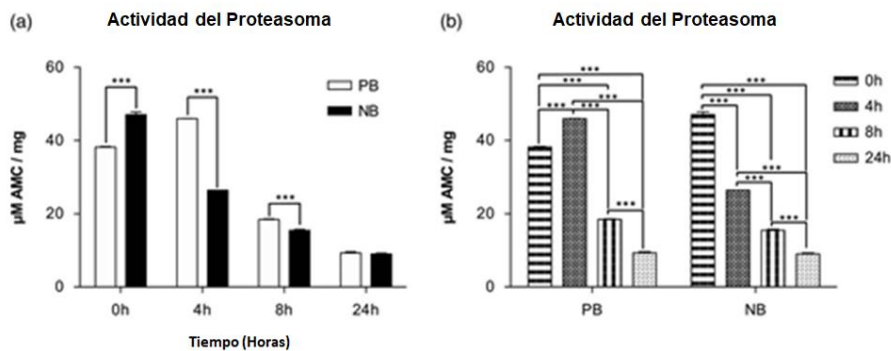 (a)
Actividad del Proteasoma
µM AMC / mg
60
40
20
0
***
***
***
PB
NB
0h
4h
8h
24h
Tiempo (Horas)
(b)
Actividad del Proteasoma
µM AMC / mg
60
40
20
0
***
***
*** ***
***
***
***
***
***
***
***
***
***
0h
4h
8h
24h
PB
NB